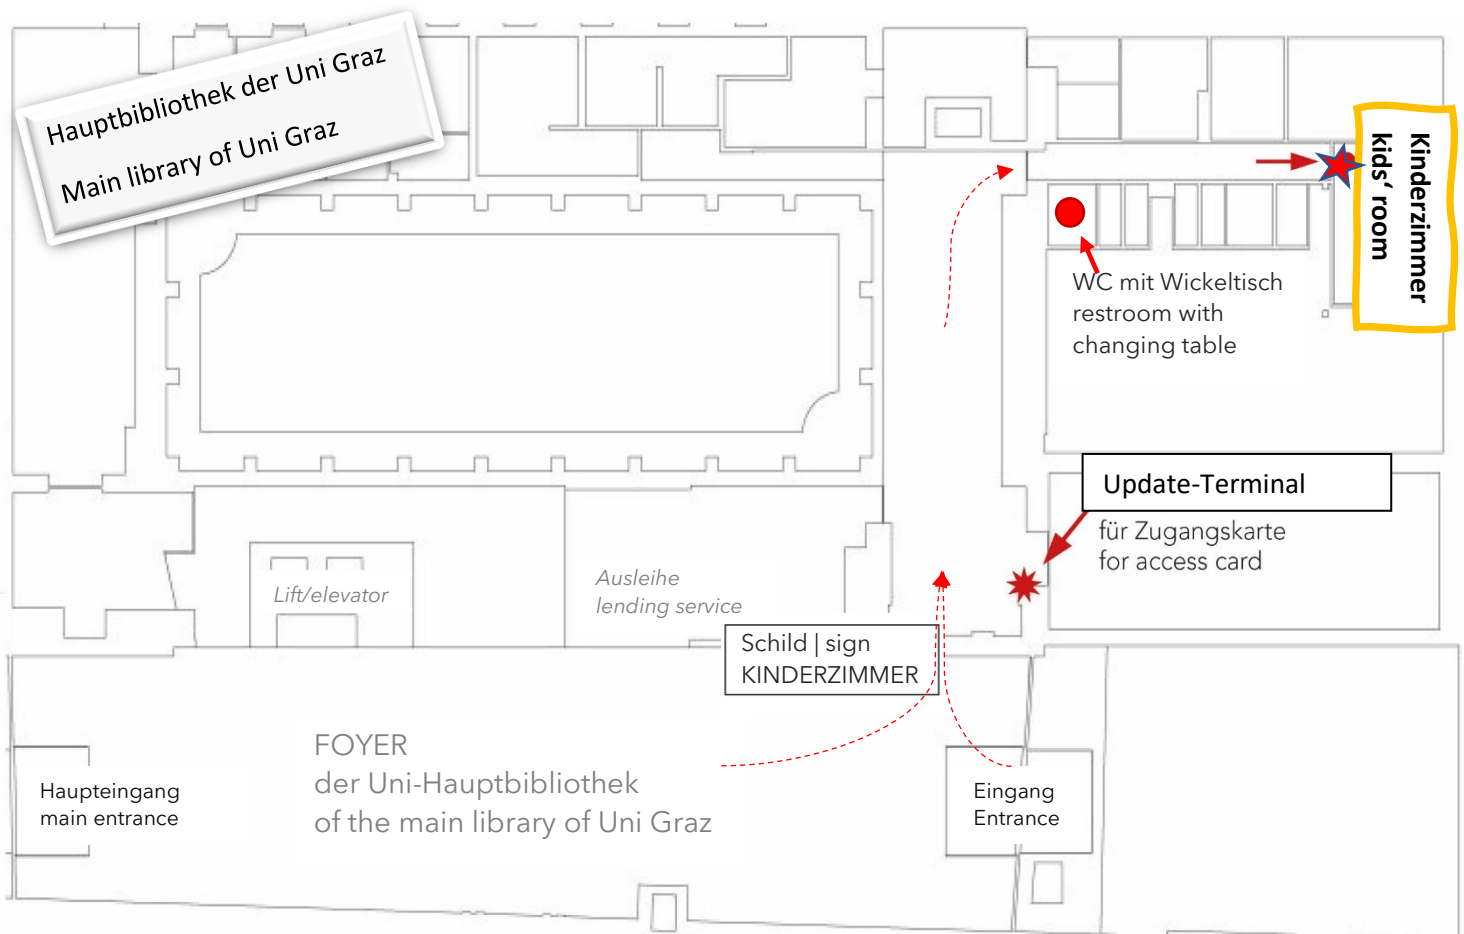 Hauptbibliothek der Uni Graz
Main library of Uni Graz
Kinderzimmer
kids‘ room
WC mit Wickeltisch
restroom with
changing table
Update-Terminal
für Zugangskarte
for access card
Lift/elevator
Ausleihe
lending service
Schild | sign
KINDERZIMMER
FOYER
der Uni-Hauptbibliothek
of the main library of Uni Graz
Haupteingang
main entrance
Eingang
Entrance